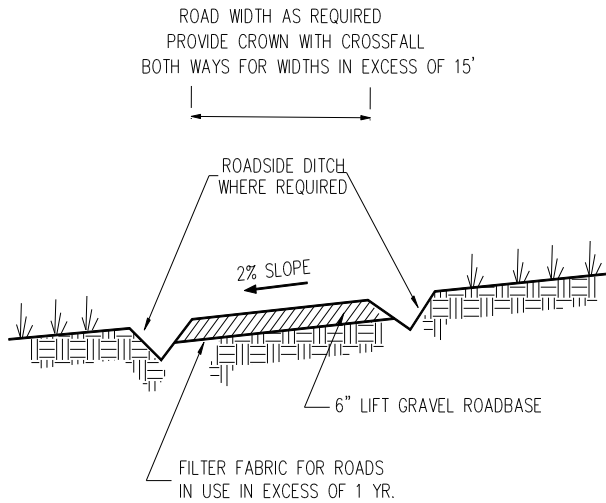 ROAD WIDTH AS REQUIRED
PROVIDE CROWN WITH CROSSFALL
BOTH WAYS FOR WIDTHS IN EXCESS OF 15'
ROADSIDE DITCH
WHERE REQUIRED
2% SLOPE
6" LIFT GRAVEL ROADBASE
FILTER FABRIC FOR ROADS
IN USE IN EXCESS OF 1 YR.